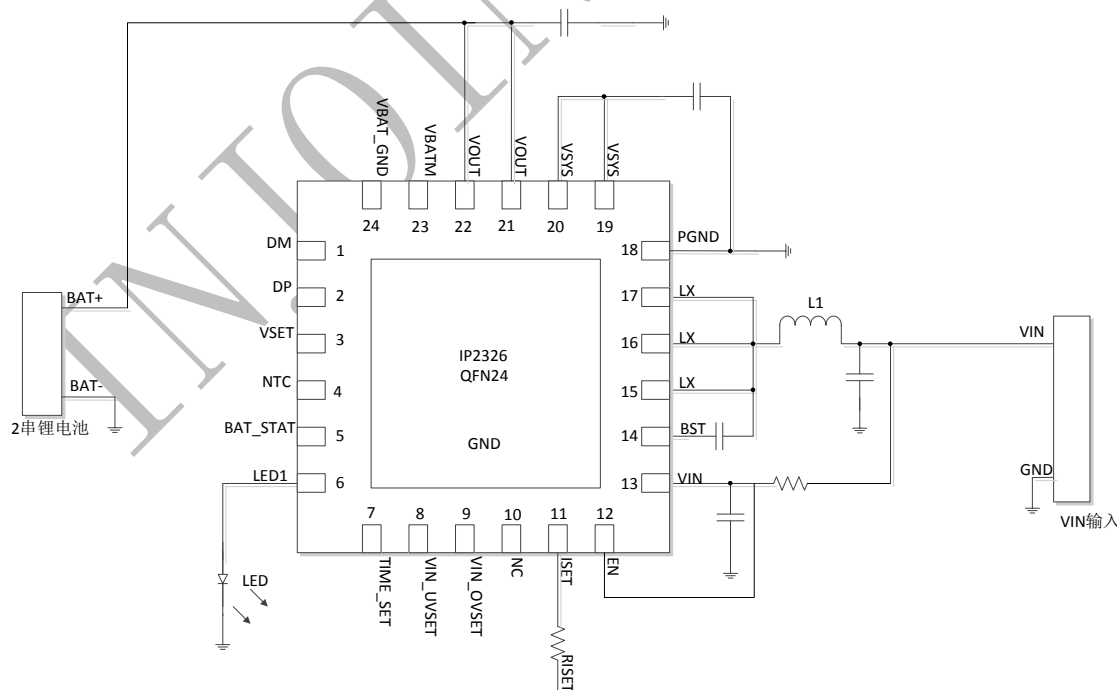 VBAT_GND
VBATM
VOUT
VOUT
VSYS
VSYS
24
23
22
21
20
19
DM
1
DP
2
VSET
3
NTC
4
BAT_STAT
5
LED1
6
18
PGND
17
LX
16
LX
15
LX
14
BST
13
VIN
IP2326
QFN24
GND
7
8
9
10
11
12
TIME_SET
VIN_UVSET
VIN_OVSET
NC
ISET
EN
RISET
BAT+
BAT-
2串锂电池
LED
L1
VIN
GND
VIN输入